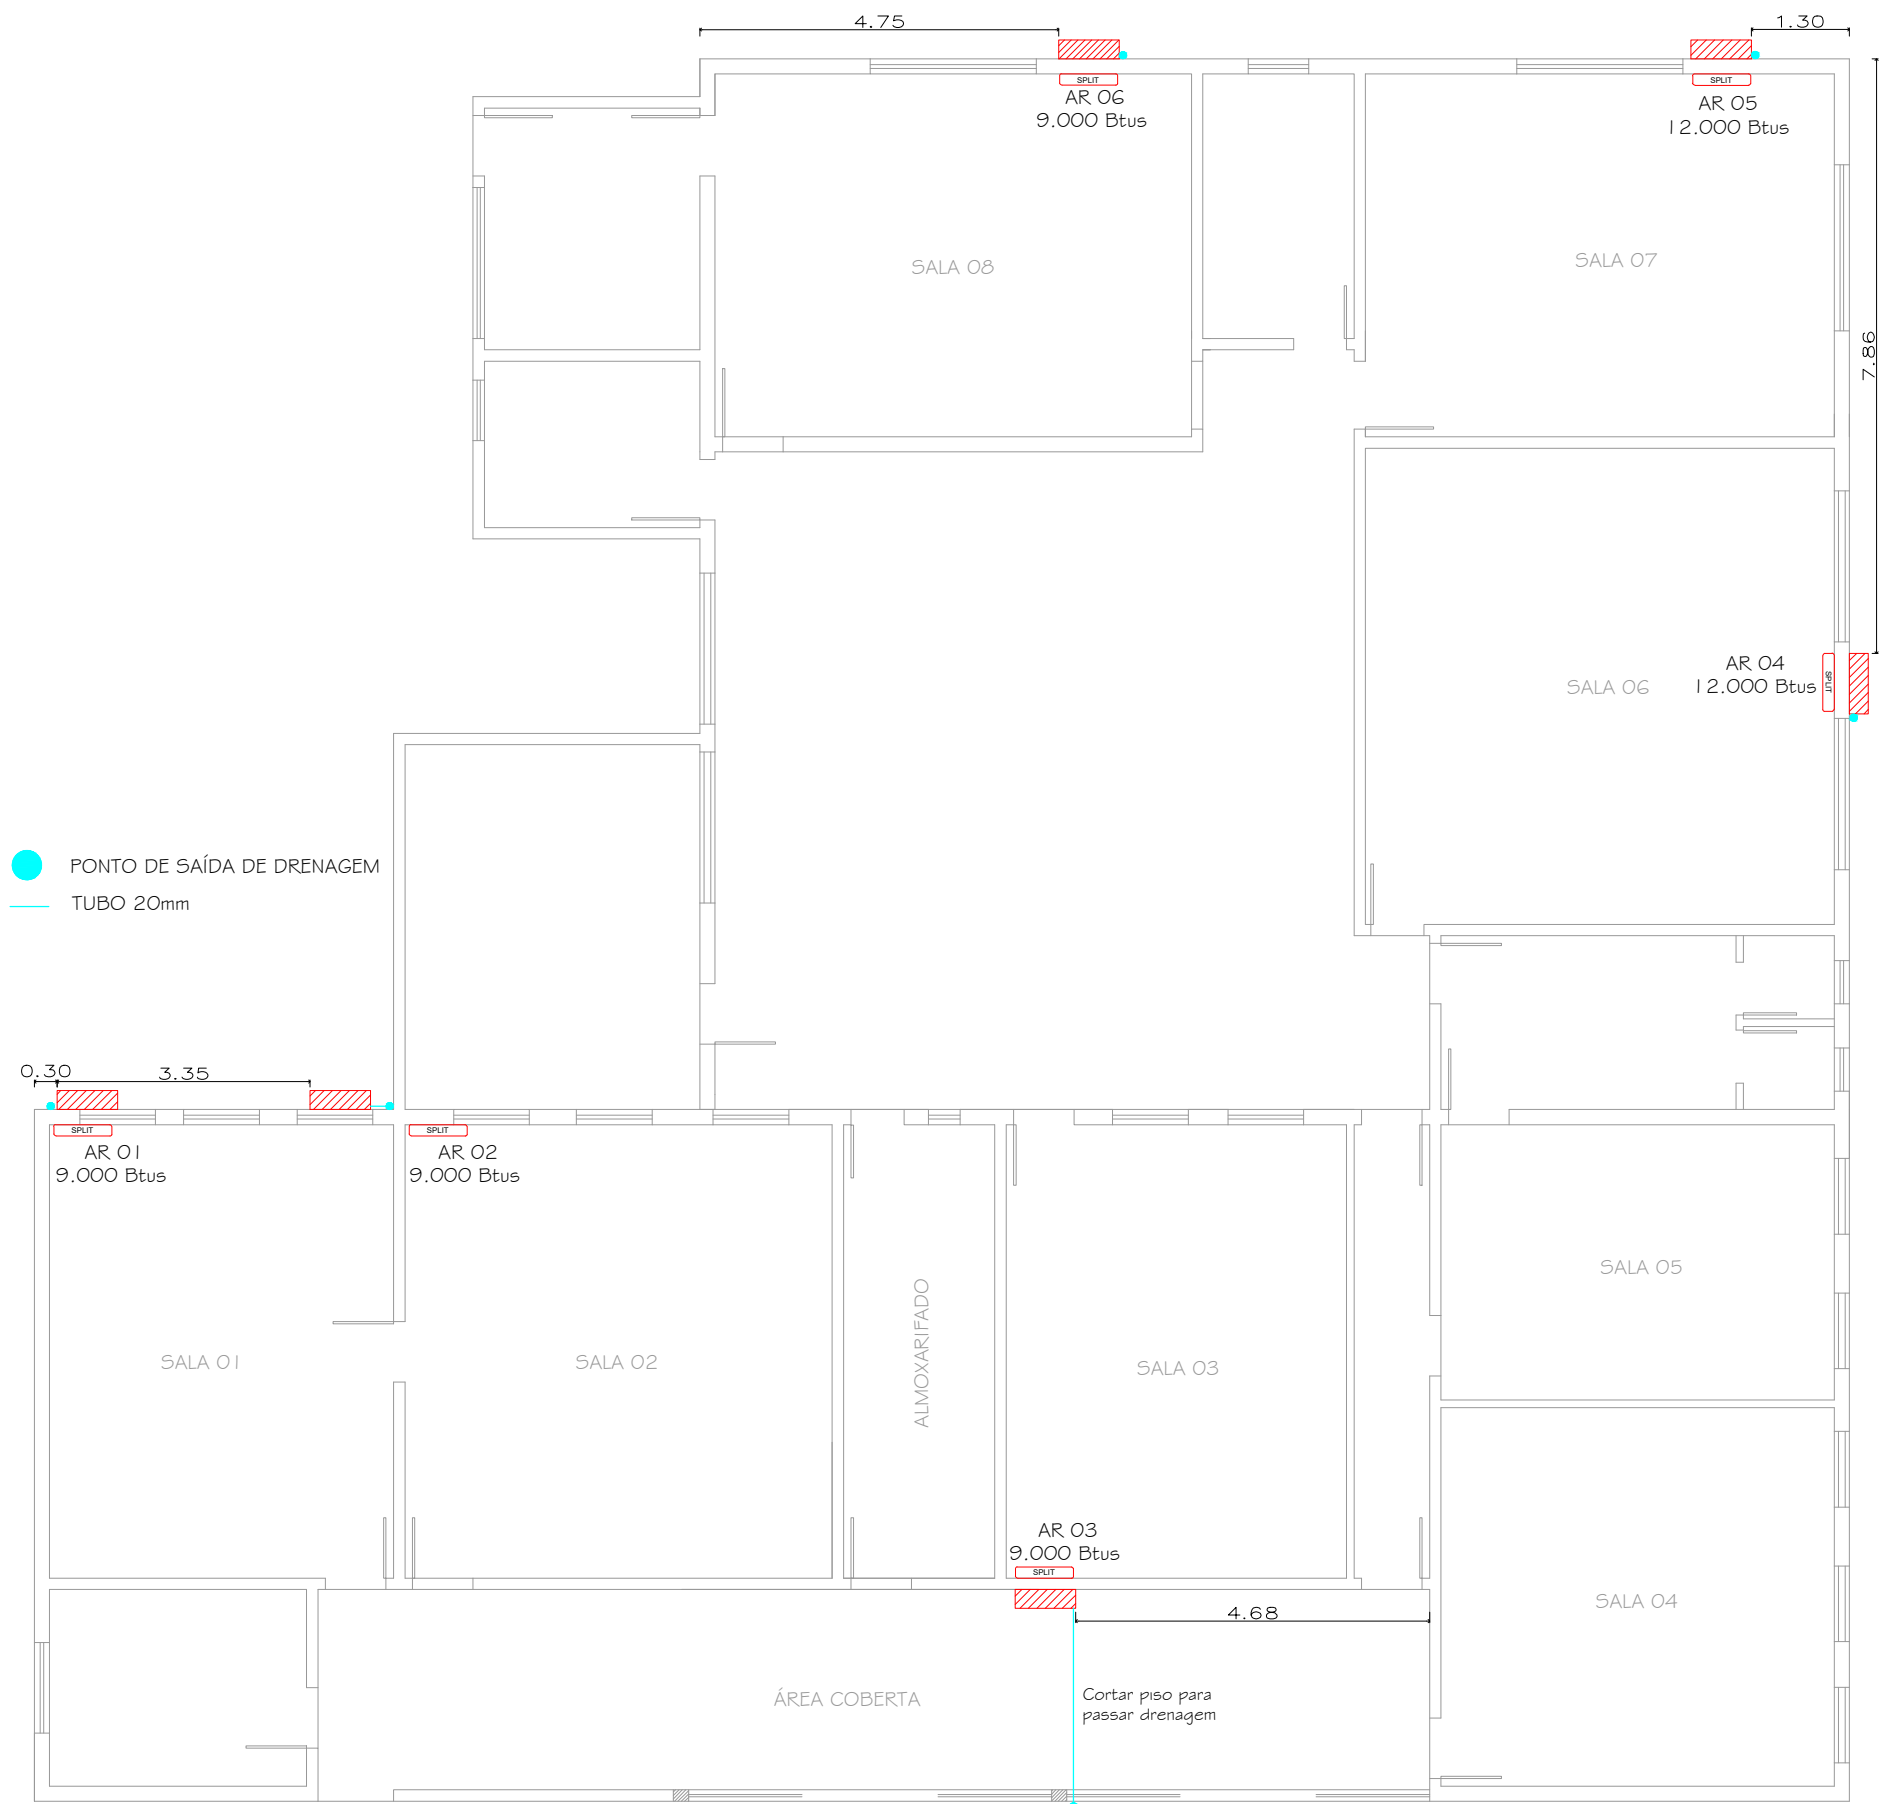 4.75
1.30
SPLIT
AR 06
9.000 Btus
SPLIT
AR 05
12.000 Btus
SALA 08
SALA 07
7.86
AR 04
12.000 Btus
SPLIT
SALA 06
PONTO DE SAÍDA DE DRENAGEM
TUBO 20mm
0.30
3.35
SPLIT
AR 01
9.000 Btus
SPLIT
AR 02
9.000 Btus
SALA 05
SALA 01
SALA 02
ALMOXARIFADO
SALA 03
AR 03
9.000 Btus
SPLIT
4.68
SALA 04
ÁREA COBERTA
Cortar piso para
passar drenagem